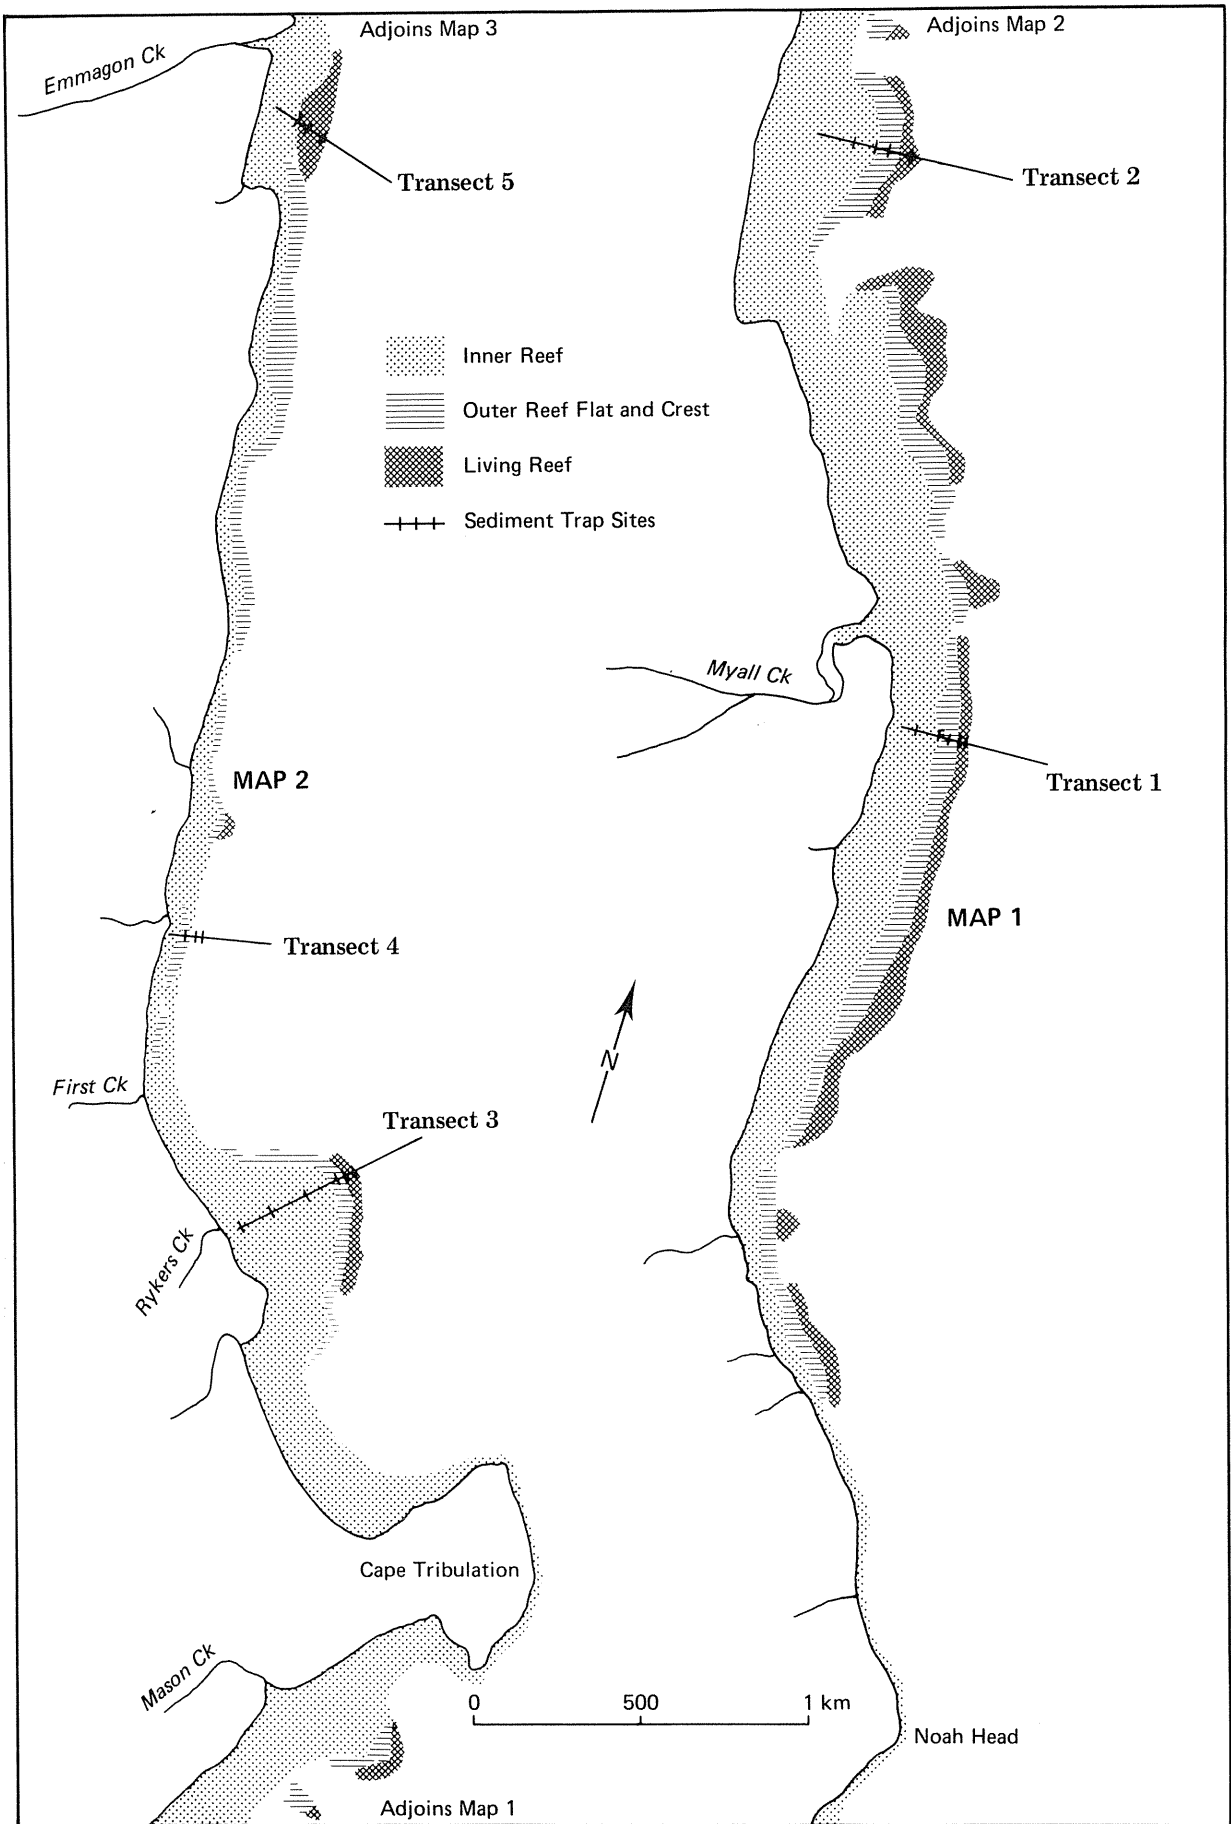 Adjoins Map 3
Adjoins Map 2
Emmagon Ck
Transect 5
Transect 2
Inner Reef
Outer Reef Flat and Crest
Living Reef
Sediment Trap Sites
Myall Ck
MAP 2
Transect 1
MAP 1
Transect 4
N
First Ck
Transect 3
Rykers Ck
Cape Tribulation
Mason Ck
0 500 1 km
Noah Head
Adjoins Map 1